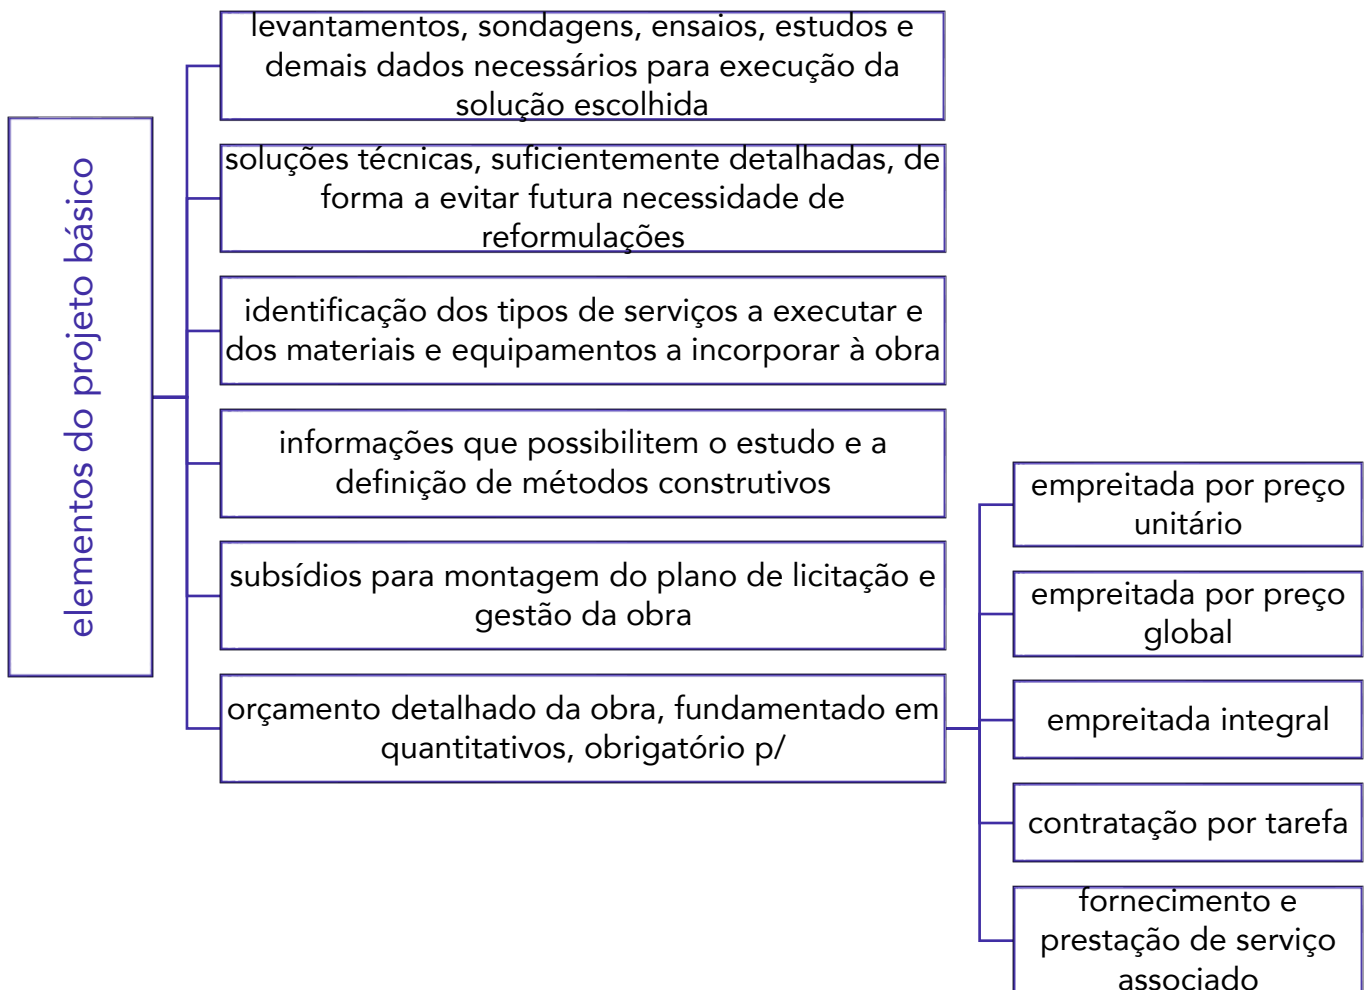 elementos do projeto básico
levantamentos, sondagens, ensaios, estudos e
demais dados necessários para execução da
solução escolhida
soluções técnicas, suficientemente detalhadas, de
forma a evitar futura necessidade de
reformulações
identificação dos tipos de serviços a executar e
dos materiais e equipamentos a incorporar à obra
informações que possibilitem o estudo e a
definição de métodos construtivos
subsídios para montagem do plano de licitação e
gestão da obra
orçamento detalhado da obra, fundamentado em
quantitativos, obrigatório p/
empreitada por preço
unitário
empreitada por preço
global
empreitada integral
contratação por tarefa
fornecimento e
prestação de serviço
associado